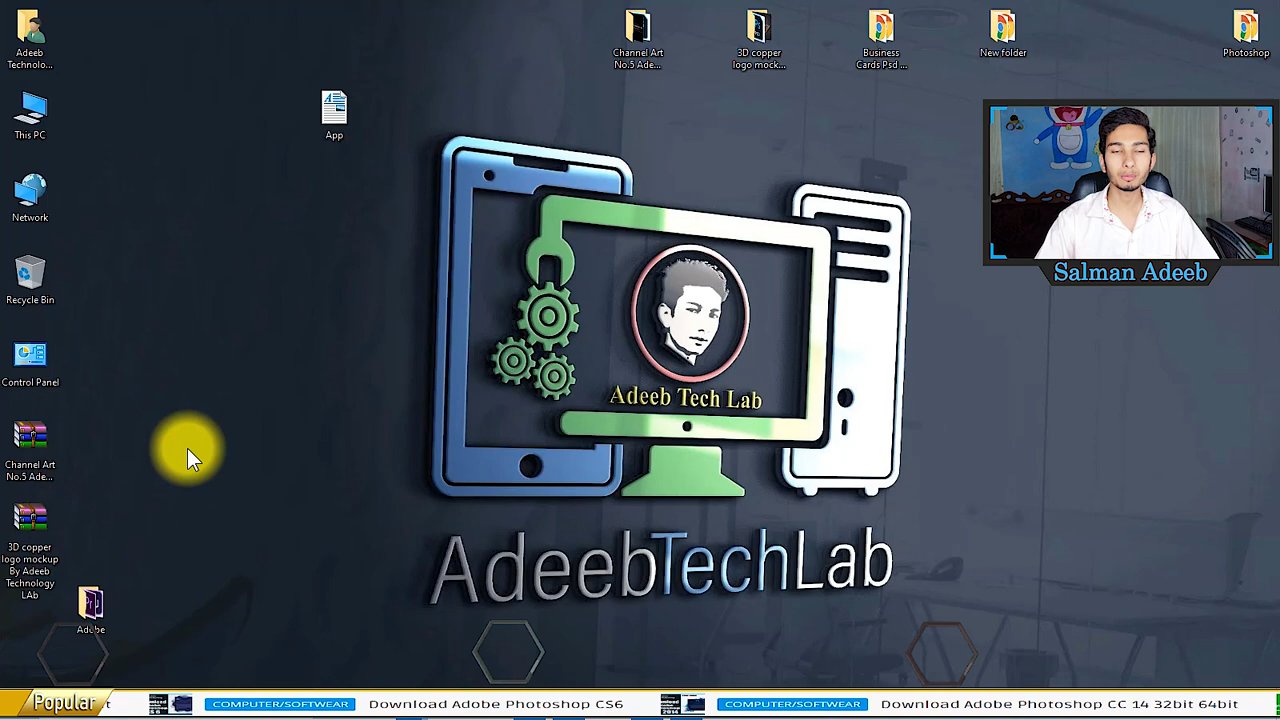 Adeeb
Technolo...
This PC
Network
Recycle Bin
Control Panel
Channel Art
No.5 Ade...
3D copper
logo mockup
By Adeeb
Technology
LAb
Adobe
App
Channel Art
No.5 Ade...
3D copper
logo mock...
Business
Cards Psd ...
New folder
Photoshop
Salman Adeeb
Adeeb Tech Lab
AdeebTechLab
Popular
COMPUTER/SOFTWEAR Download Adobe Photoshop CS6 COMPUTER/SOFTWEAR Download Adobe Photoshop CC 14 32bit 64bit